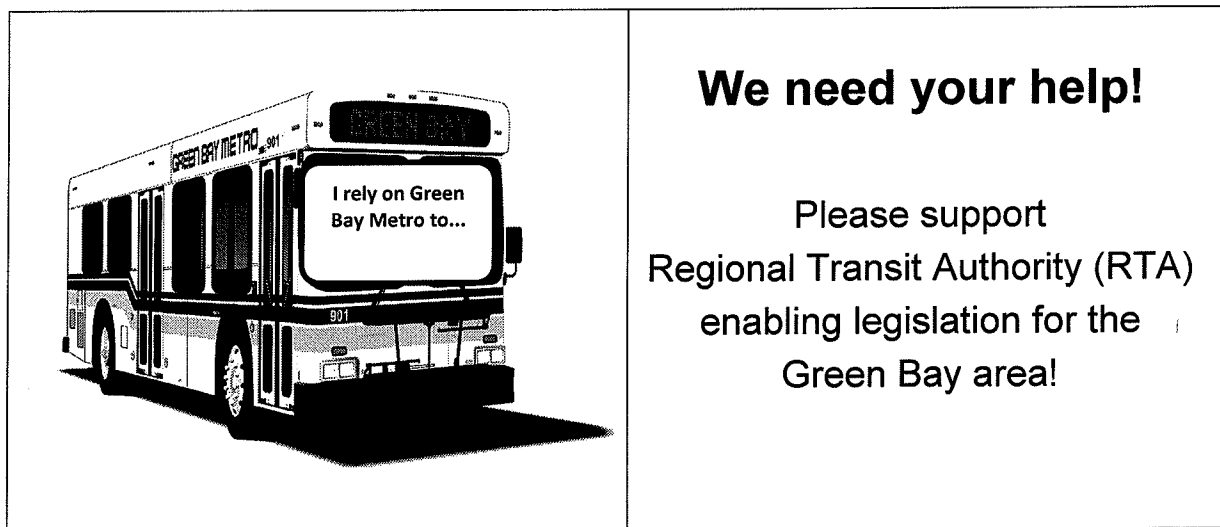 GREEN BAY
GREEN BAY METRO
901
I rely on Green
Bay Metro to...
901
We need your help!
Please support
Regional Transit Authority (RTA)
enabling legislation for the
Green Bay area!